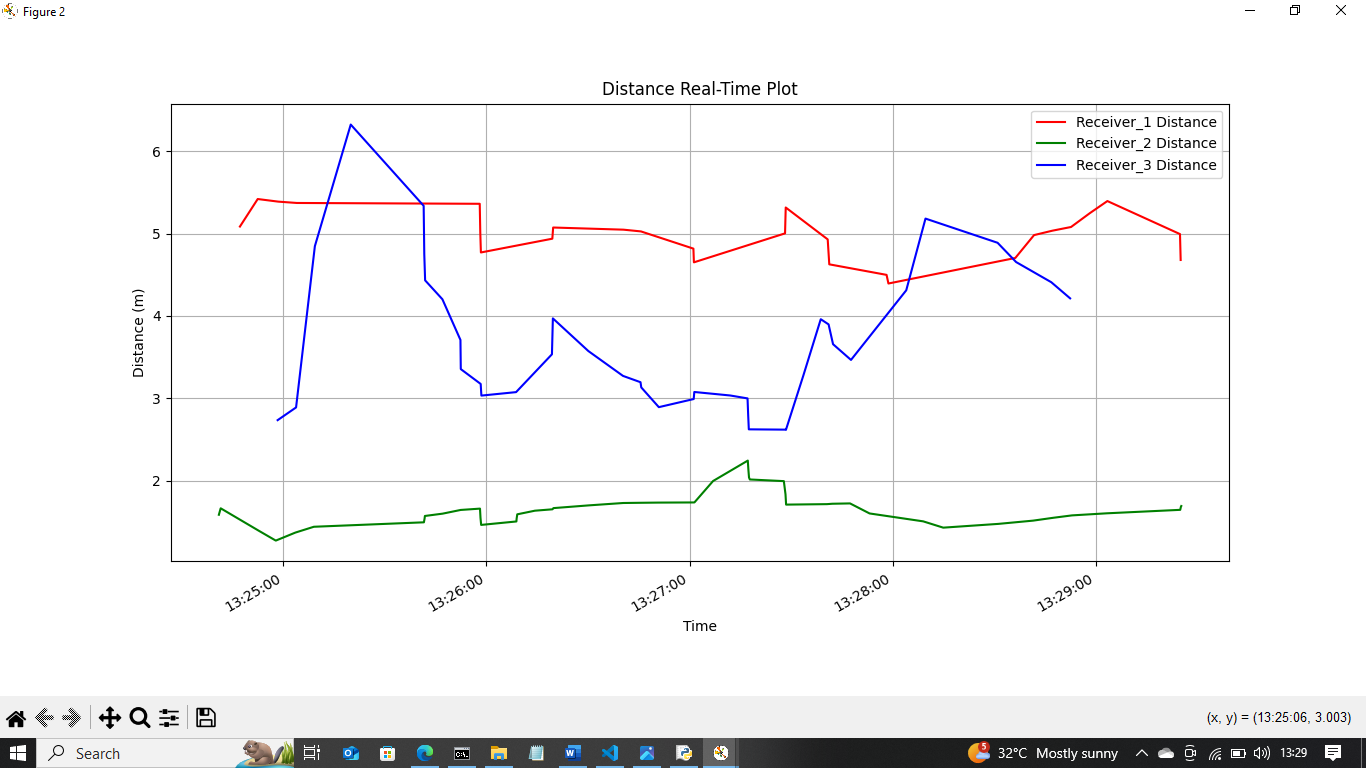 Figure 2
Distance Real-Time Plot
Receiver_1 Distance
Receiver_2 Distance
Receiver_3 Distance
6
5
4
3
2
Distance (m)
13:25:00
13:26:00
13:27:00
13:28:00
13:29:00
Time
(x, y) = (13:25:06, 3.003)
Search
5
32°C Mostly sunny
13:29